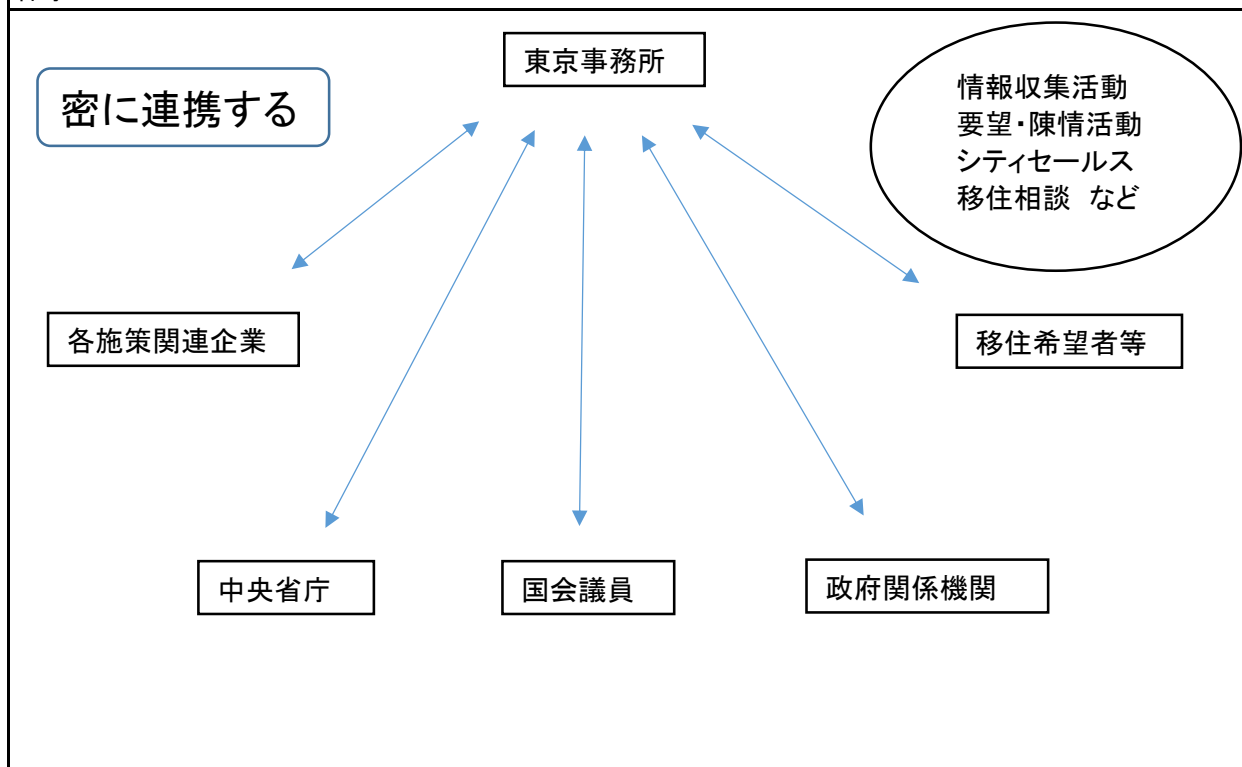 東京事務所
密に連携する
情報収集活動
要望・陳情活動
シティセールス
移住相談 など
各施策関連企業
移住希望者等
中央省庁
国会議員
政府関係機関